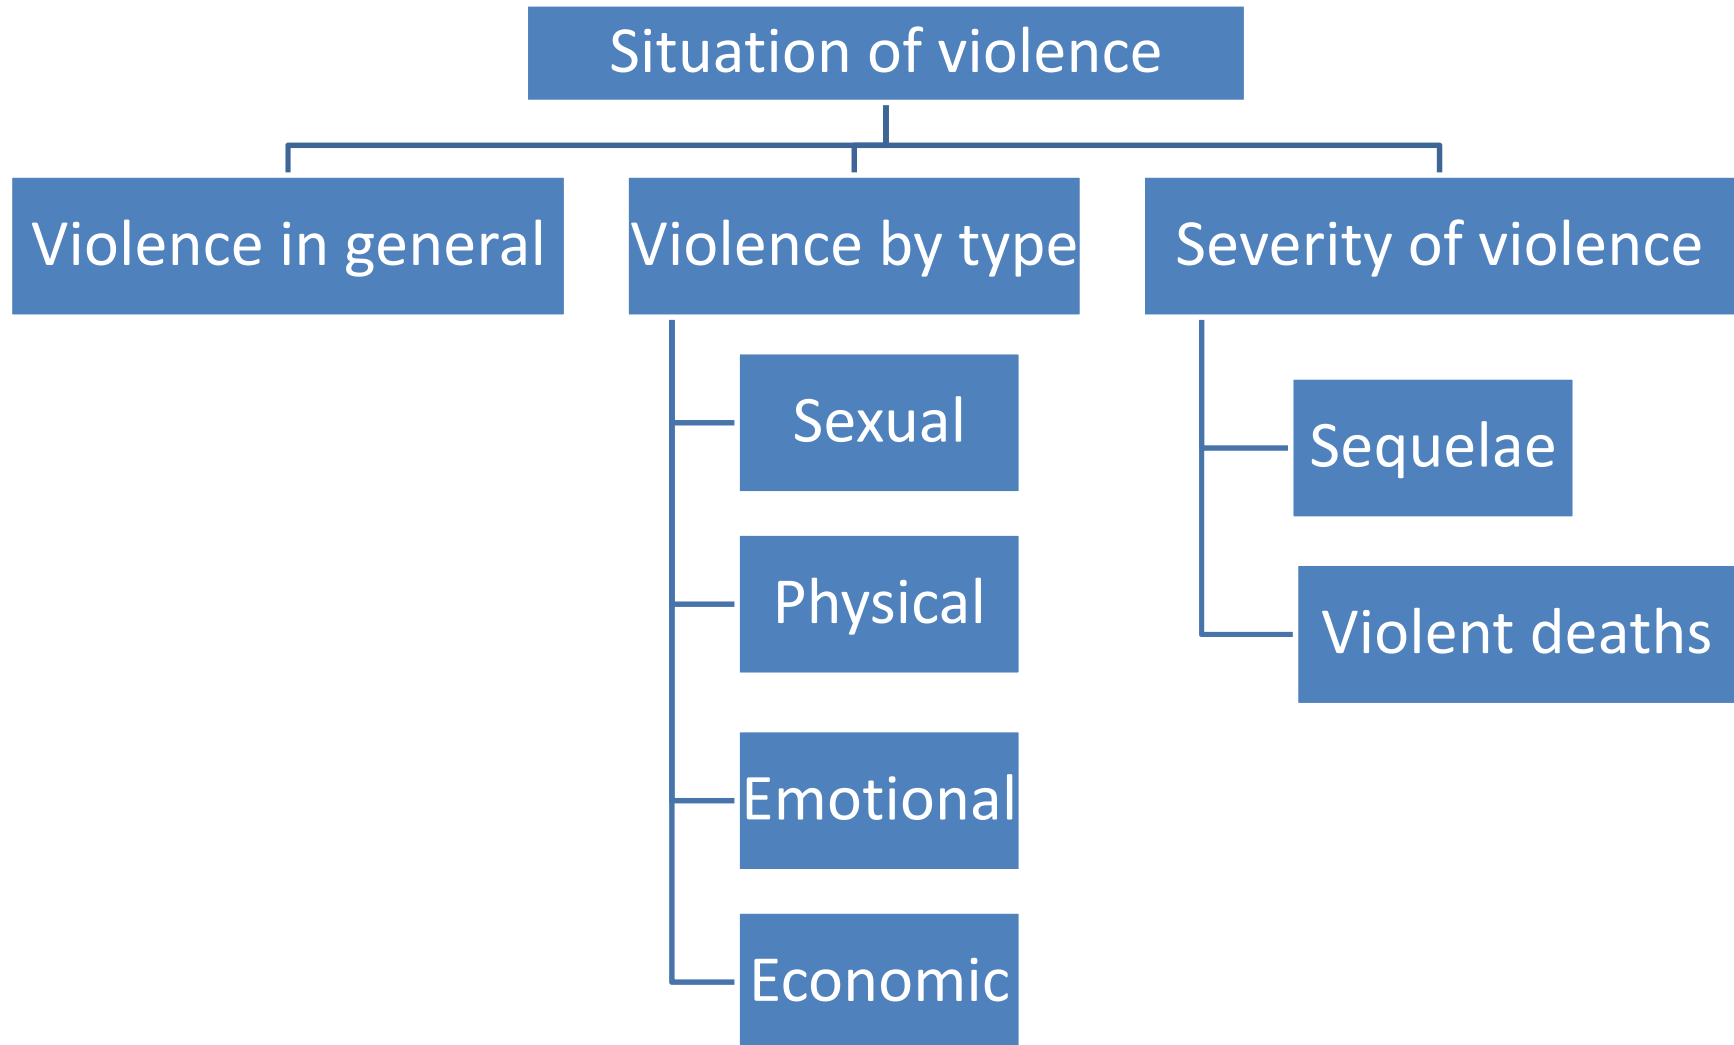 Situation of violence
Violence in general
Violence by type
Severity of violence
Sexual
Physical
Emotional
Economic
Sequelae
Violent deaths